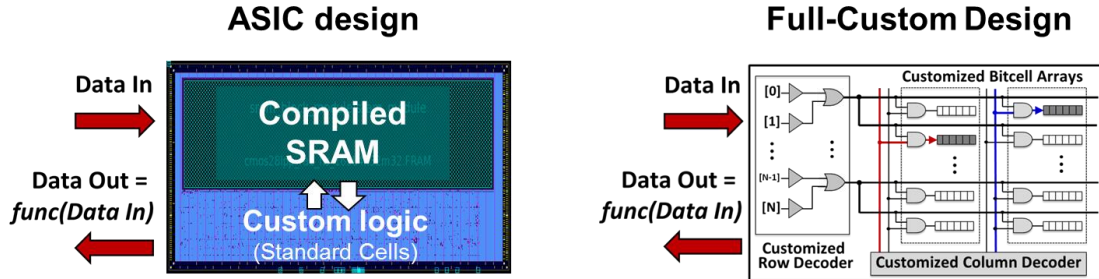 ASIC design
Data In
Data Out =
func(Data In)
Compiled
SRAM
Custom logic
(Standard Cells)
Full-Custom Design
Data In
Data Out =
func(Data In)
Customized Bitcell Arrays
[0]
[1]
[N-1]
[N]
Customized
Row Decoder
Customized Column Decoder